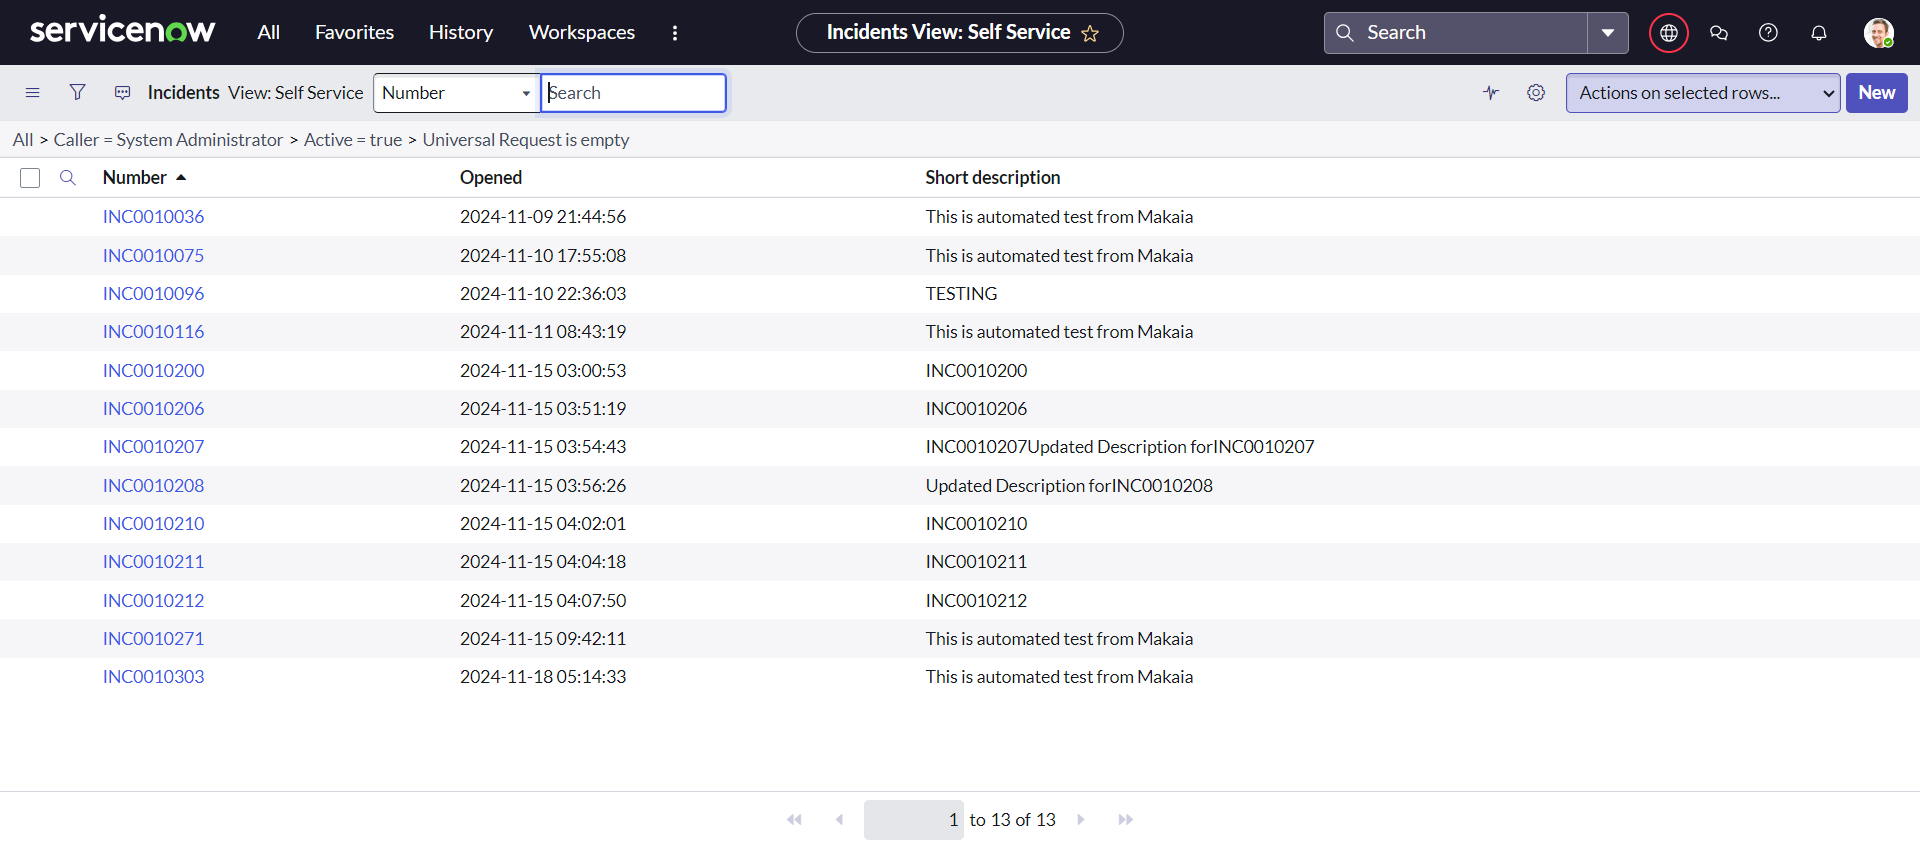 servicenow All Favorites History Workspaces Incidents View: Self Service Search
Incidents View: Self Service Number Search Actions on selected rows... New
All > Caller = System Administrator > Active = true > Universal Request is empty
Number Opened Short description
INC0010036 2024-11-09 21:44:56 This is automated test from Makaia
INC0010075 2024-11-10 17:55:08 This is automated test from Makaia
INC0010096 2024-11-10 22:36:03 TESTING
INC0010116 2024-11-11 08:43:19 This is automated test from Makaia
INC0010200 2024-11-15 03:00:53 INC0010200
INC0010206 2024-11-15 03:51:19 INC0010206
INC0010207 2024-11-15 03:54:43 INC0010207Updated Description forINC0010207
INC0010208 2024-11-15 03:56:26 Updated Description forINC0010208
INC0010210 2024-11-15 04:02:01 INC0010210
INC0010211 2024-11-15 04:04:18 INC0010211
INC0010212 2024-11-15 04:07:50 INC0010212
INC0010271 2024-11-15 09:42:11 This is automated test from Makaia
INC0010303 2024-11-18 05:14:33 This is automated test from Makaia
1 to 13 of 13